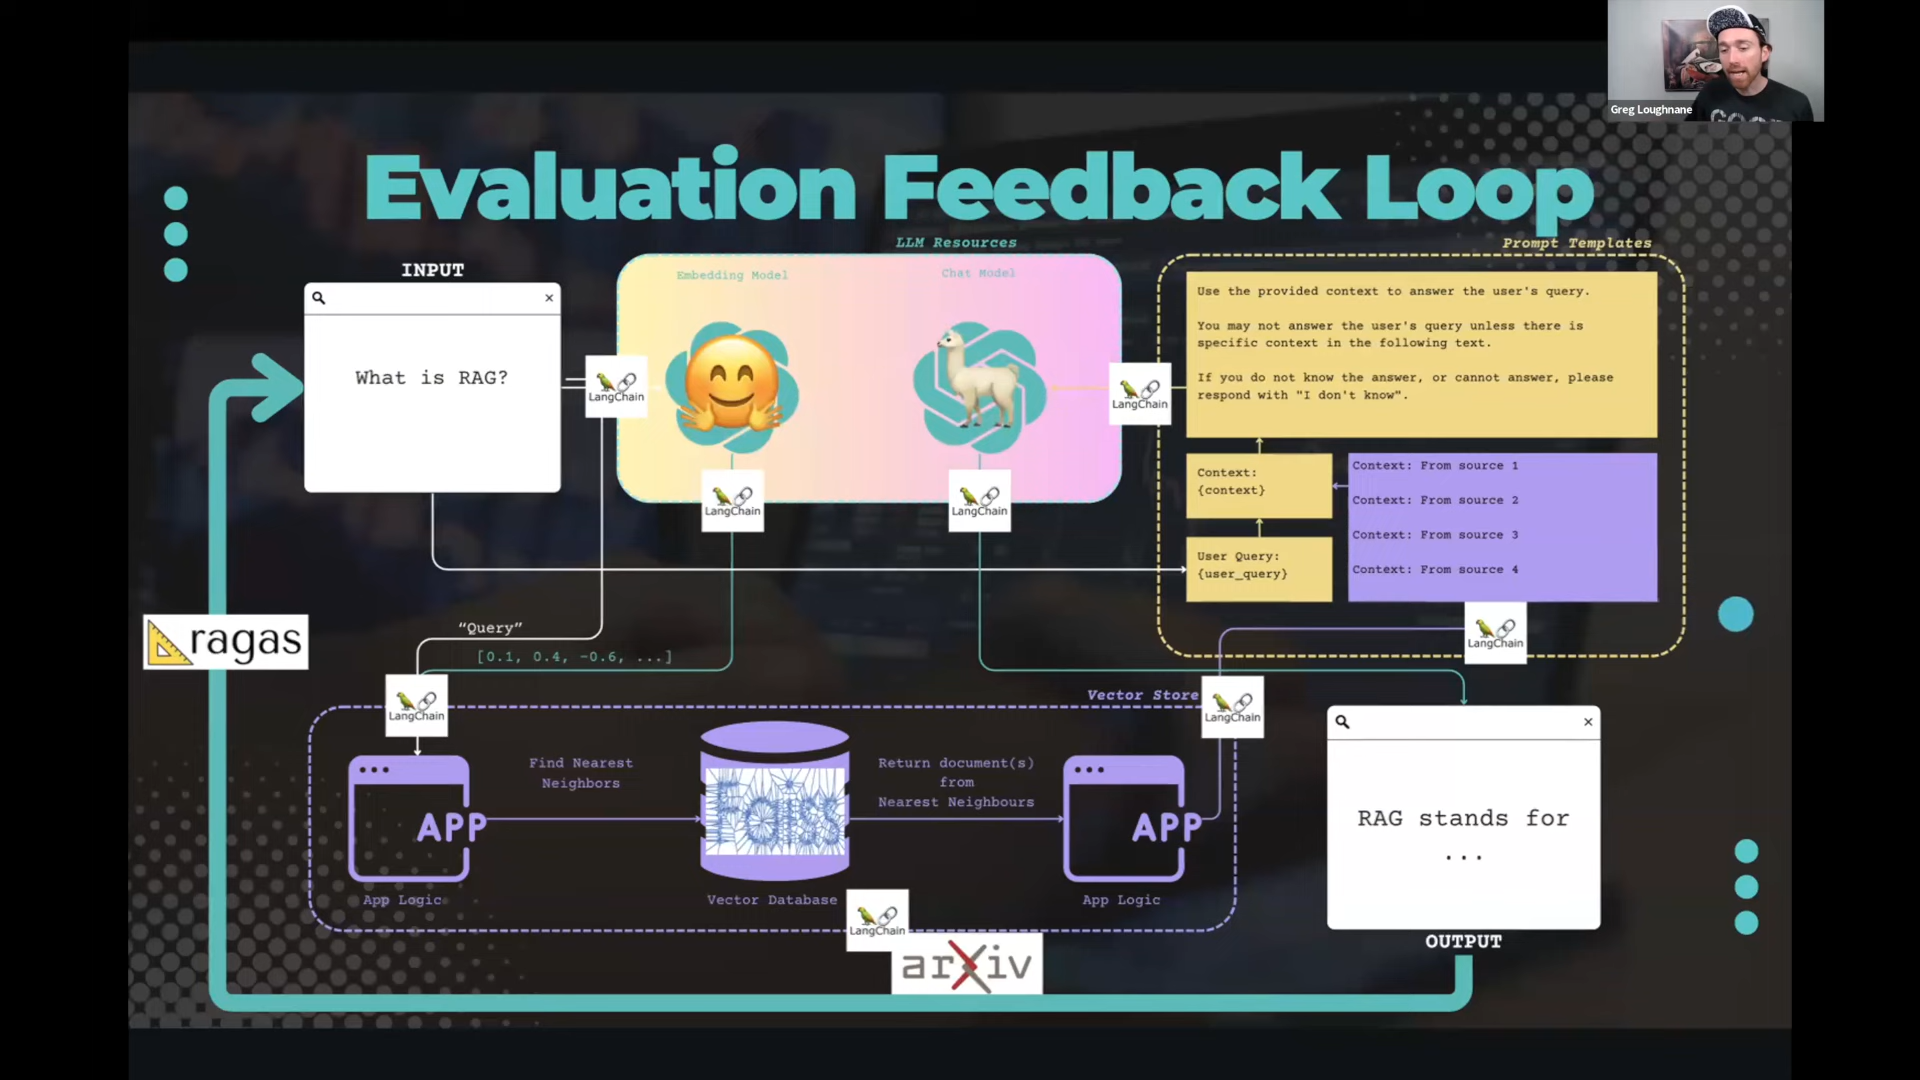 Greg Loughnane
Evaluation Feedback Loop
LLM Resources
Prompt Templates
INPUT
What is RAG?
LangChain
Embedding Model
Chat Model
LangChain
LangChain
LangChain
Use the provided context to answer the user's query.
You may not answer the user's query unless there is
specific context in the following text.
If you do not know the answer, or cannot answer, please
respond with "I don't know".
Context:
{context}
User Query:
{user_query}
Context: From source 1
Context: From source 2
Context: From source 3
Context: From source 4
LangChain
ragas
“Query”
[0.1, 0.4, -0.6, ...]
LangChain
Vector Store
LangChain
APP
App Logic
Find Nearest
Neighbors
Faiss
Vector Database
Return document(s)
from
Nearest Neighbours
APP
App Logic
LangChain
arXiv
RAG stands for
...
OUTPUT